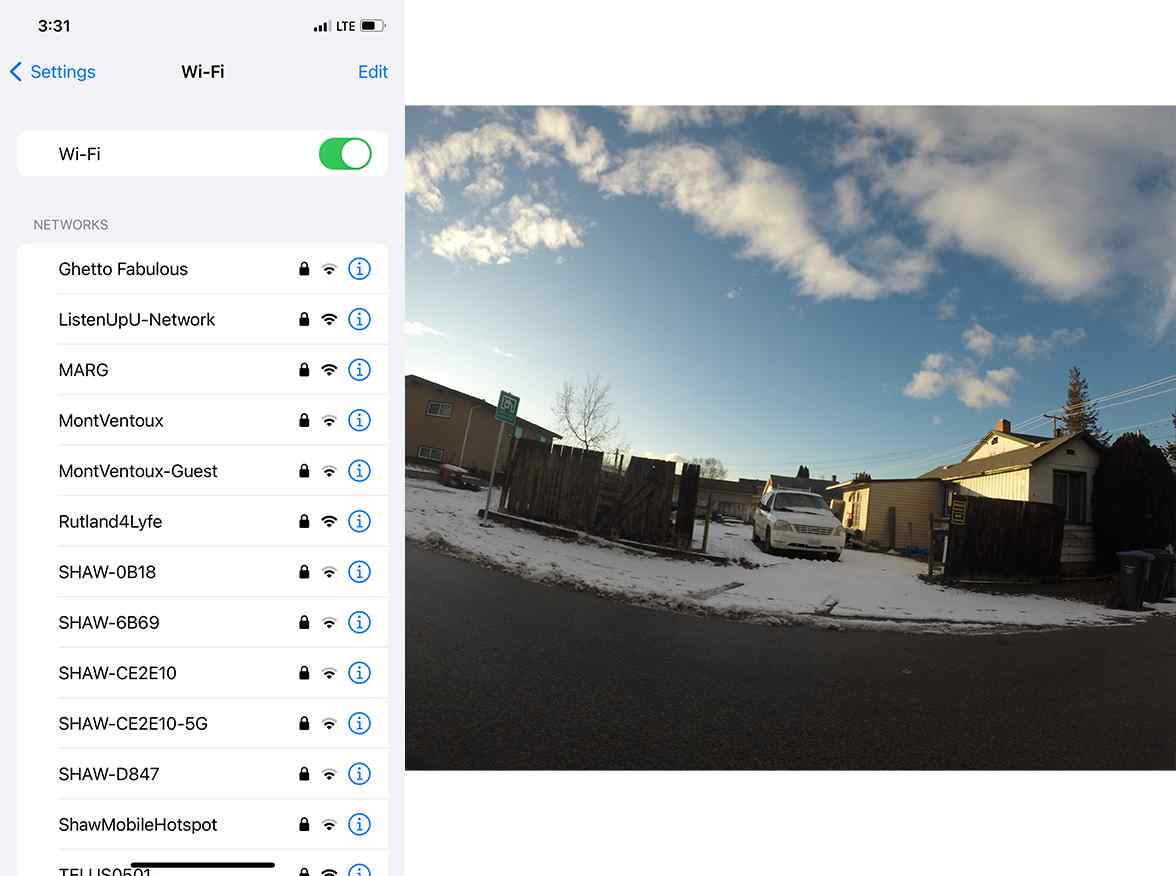 3:31
LTE
Settings
Wi-Fi
Edit
Wi-Fi
NETWORKS
Ghetto Fabulous
ListenUpU-Network
MARG
MontVentoux
MontVentoux-Guest
Rutland4Lyfe
SHAW-0B18
SHAW-6B69
SHAW-CE2E10
SHAW-CE2E10-5G
SHAW-D847
ShawMobileHotspot
TELUS0501